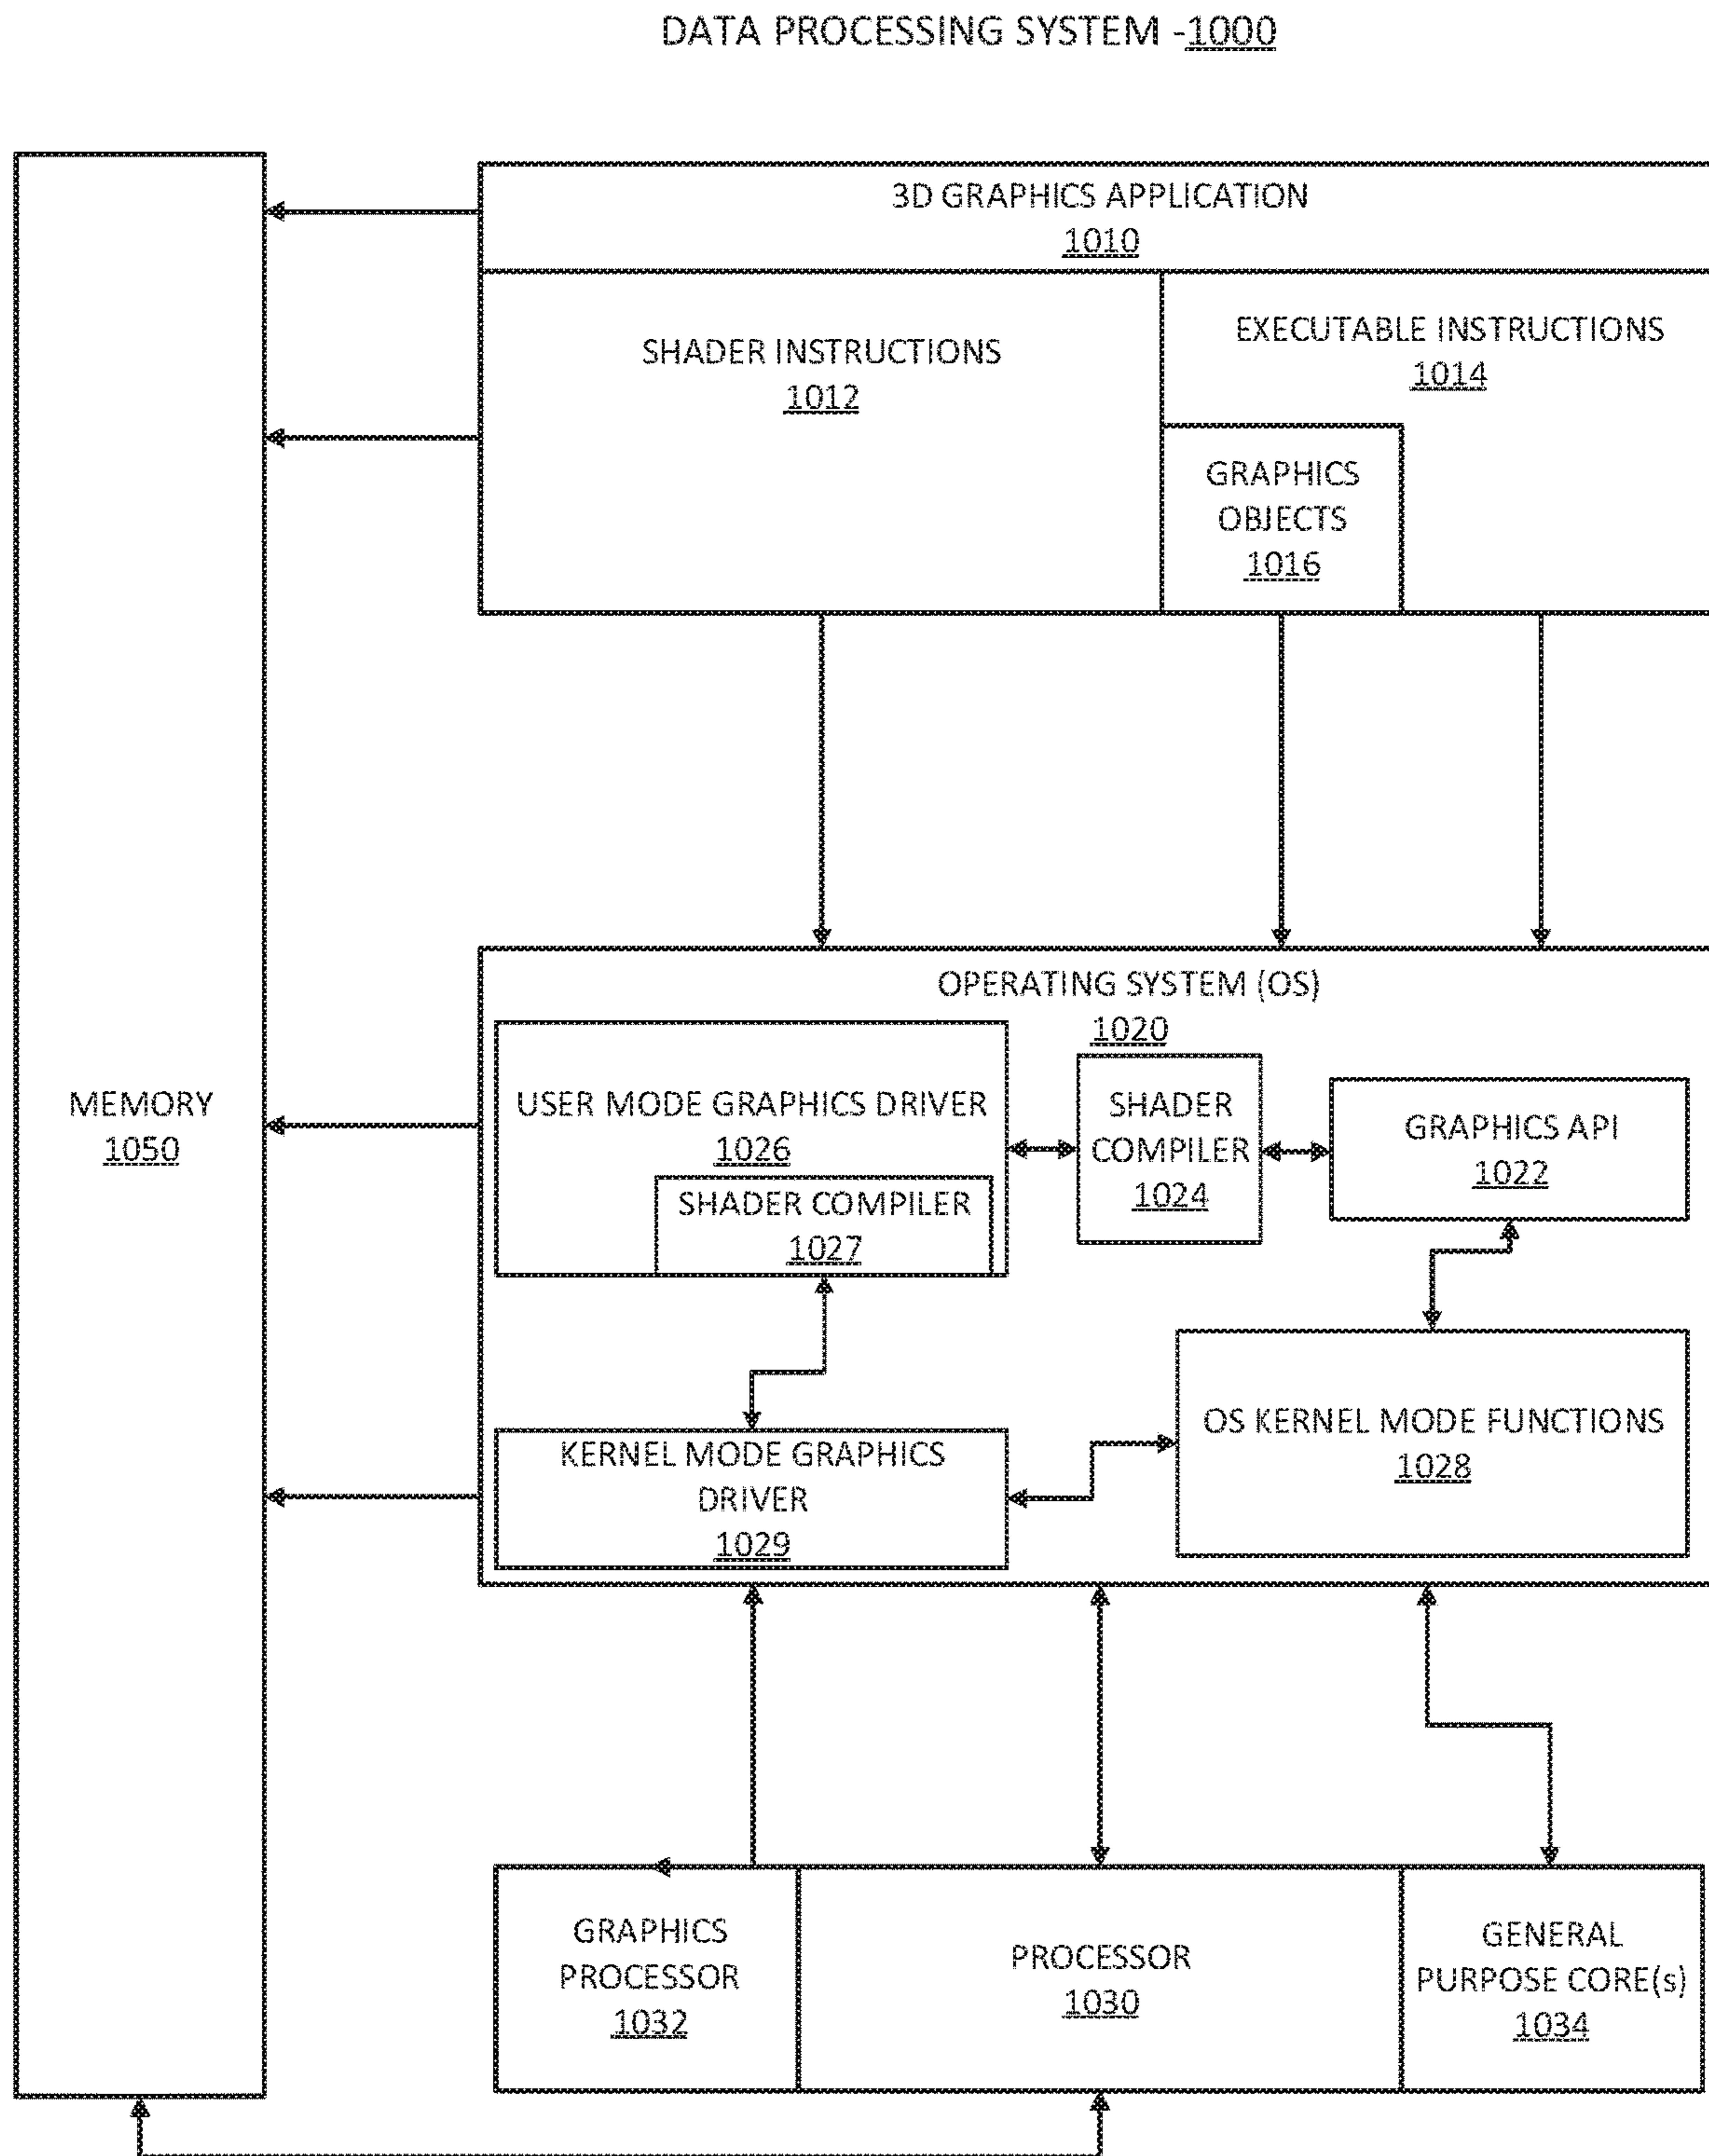 DATA PROCESSING SYSTEM -1000
3D GRAPHICS APPLICATION
1010
SHADER INSTRUCTIONS
1012
EXECUTABLE INSTRUCTIONS
1014
GRAPHICS
OBJECTS
1016
OPERATING SYSTEM (OS)
1020
MEMORY
1050
USER MODE GRAPHICS DRIVER
1026
SHADER COMPILER
1027
SHADER
COMPILER
1024
GRAPHICS API
1022
KERNEL MODE GRAPHICS
DRIVER
1029
OS KERNEL MODE FUNCTIONS
1028
GRAPHICS
PROCESSOR
1032
PROCESSOR
1030
GENERAL
PURPOSE CORE(s)
1034